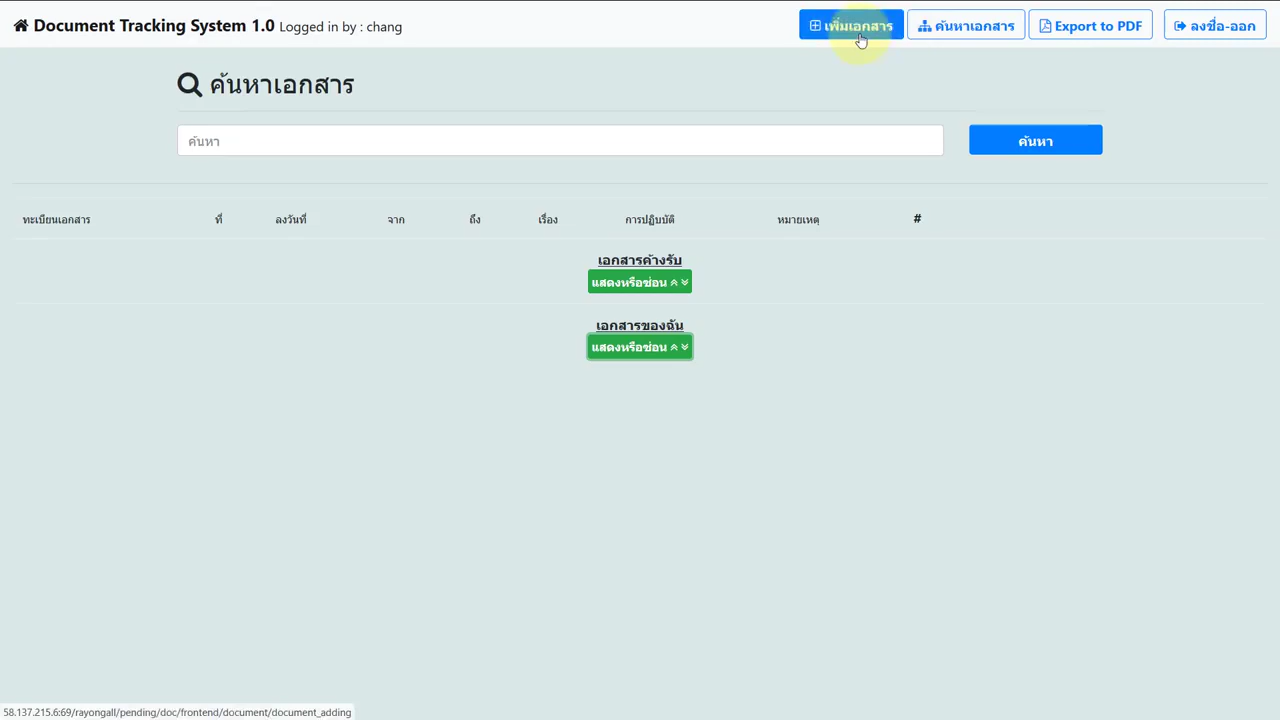 Document Tracking System 1.0 Logged in by : chang
เพิ่มเอกสาร ค้นหาเอกสาร Export to PDF ลงชื่อ-ออก
ค้นหาเอกสาร
ค้นหา ค้นหา
ทะเบียนเอกสาร ที่ ลงวันที่ จาก ถึง เรื่อง การปฏิบัติ หมายเหตุ #
เอกสารค้างรับ
แสดงหรือซ่อน
เอกสารของฉัน
แสดงหรือซ่อน
58.137.215.6:69/rayongall/pending/doc/frontend/document/document_adding